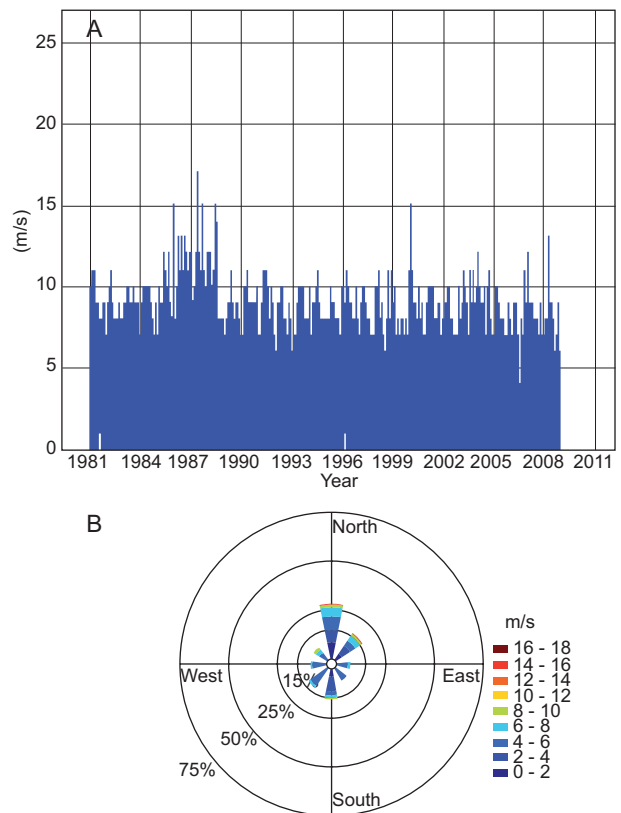 A
25
20
15
10
5
0
(m/s)
1981 1984 1987 1990 1993 1996 1999 2002 2005 2008 2011
Year
B
North
West
East
South
15%
25%
50%
75%
m/s
16 - 18
14 - 16
12 - 14
10 - 12
8 - 10
6 - 8
4 - 6
2 - 4
0 - 2